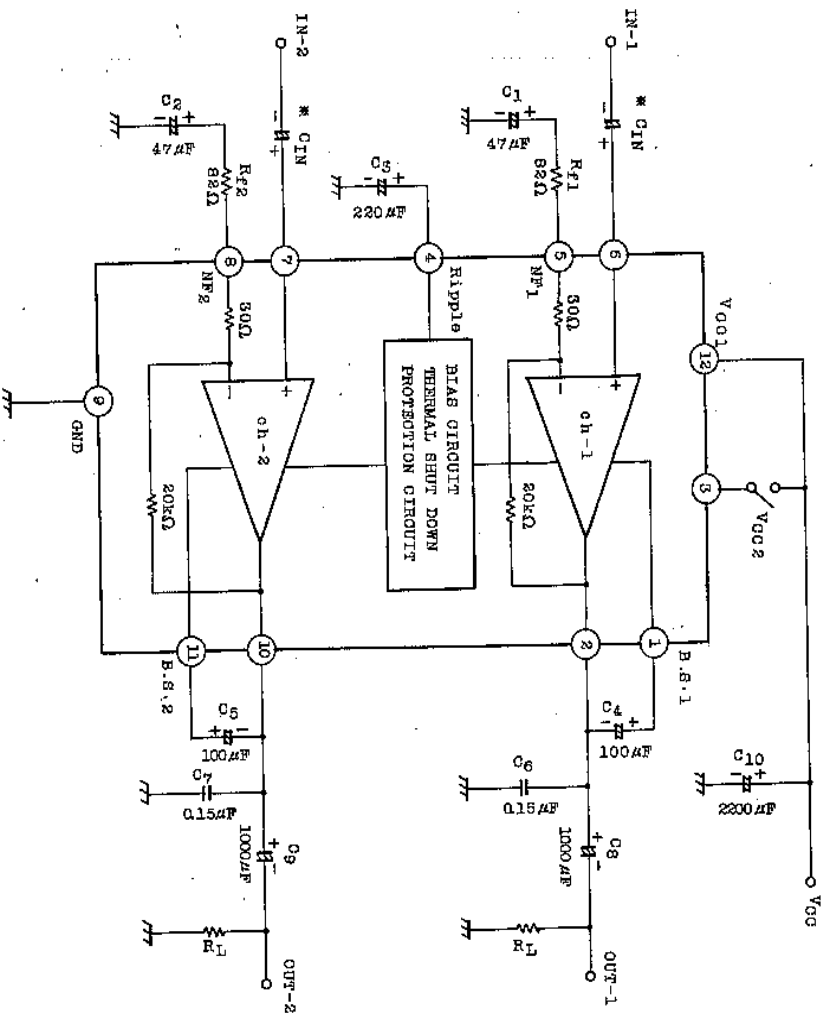 IN-1
* CIN
- +
C1
- +
47μF
Rf1
82Ω
6
5
NF1
30Ω
+
-
ch-1
20kΩ
VCC1
12
3
VCC2
VCC
C10
- +
2200μF
1
B.S.1
2
C4
- +
100μF
C6
0.15μF
C8
+ -
1000μF
RL
OUT-1
C3
- +
220μF
4
Ripple
BIAS CIRCUIT
THERMAL SHUT DOWN
PROTECTION CIRCUIT
IN-2
* CIN
- +
C2
- +
47μF
Rf2
82Ω
7
8
NF2
30Ω
+
-
ch-2
20kΩ
9
GND
10
11
B.S.2
C5
+ -
100μF
C7
0.15μF
C9
+ -
1000μF
RL
OUT-2